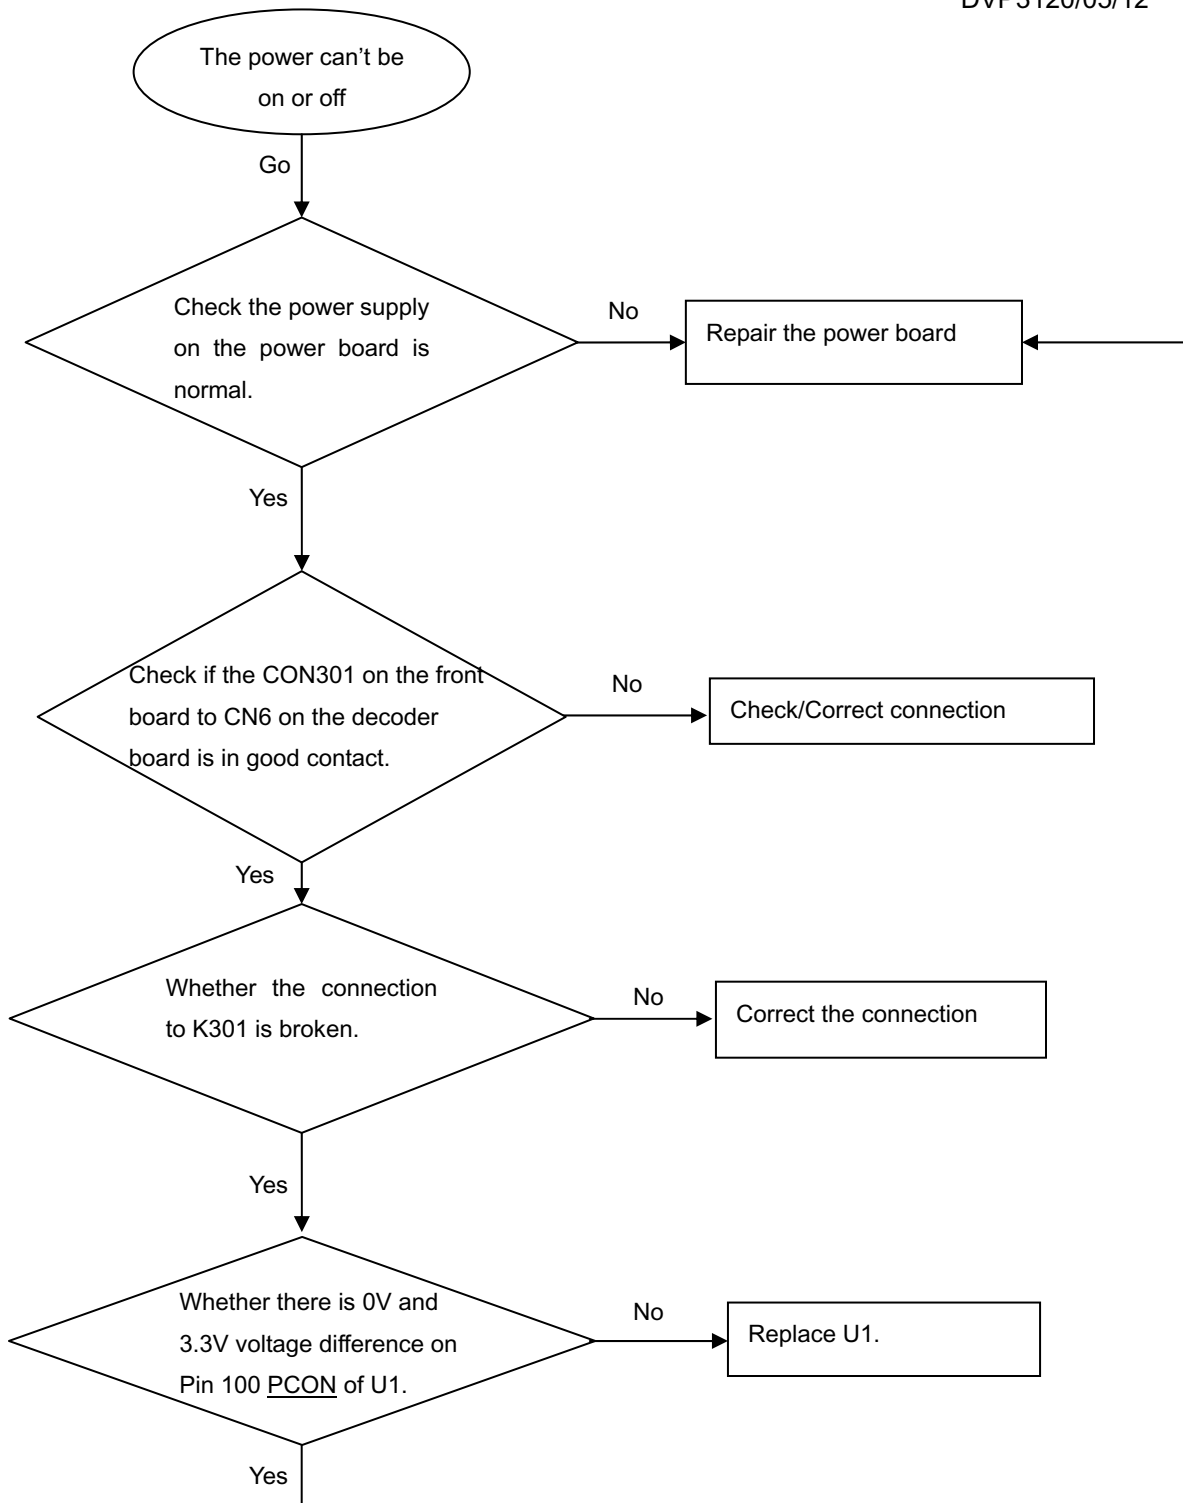 DVP3120/05/12
The power can’t be
on or off
Go
Check the power supply
on the power board is
normal.
No
Repair the power board
Yes
Check if the CON301 on the front
board to CN6 on the decoder
board is in good contact.
No
Check/Correct connection
Yes
Whether the connection
to K301 is broken.
No
Correct the connection
Yes
Whether there is 0V and
3.3V voltage difference on
Pin 100 PCON of U1.
No
Replace U1.
Yes